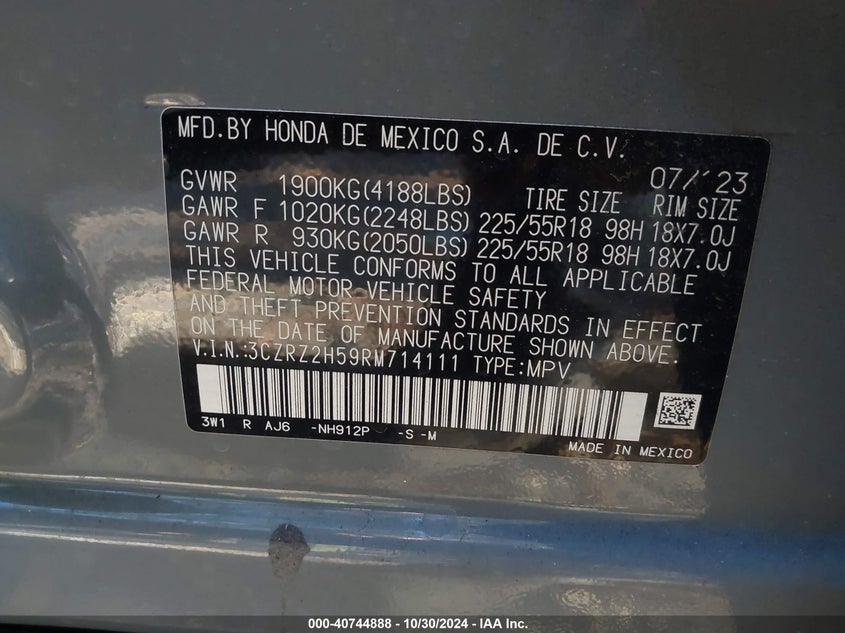 MFD.BY HONDA DE MEXICO S.A. DE C.V.
07/'23
GVWR 1900KG(4188LBS) TIRE SIZE RIM SIZE
GAWR F 1020KG(2248LBS) 225/55R18 98H 18X7.0J
GAWR R 930KG(2050LBS) 225/55R18 98H 18X7.0J
THIS VEHICLE CONFORMS TO ALL APPLICABLE
FEDERAL MOTOR VEHICLE SAFETY
AND THEFT PREVENTION STANDARDS IN EFFECT
ON THE DATE OF MANUFACTURE SHOWN ABOVE.
V.I.N.:3CZRZ2H59RM714111 TYPE:MPV
3W1 R AJ6 -NH912P -S -M
MADE IN MEXICO
000-40744888 - 10/30/2024 - IAA Inc.